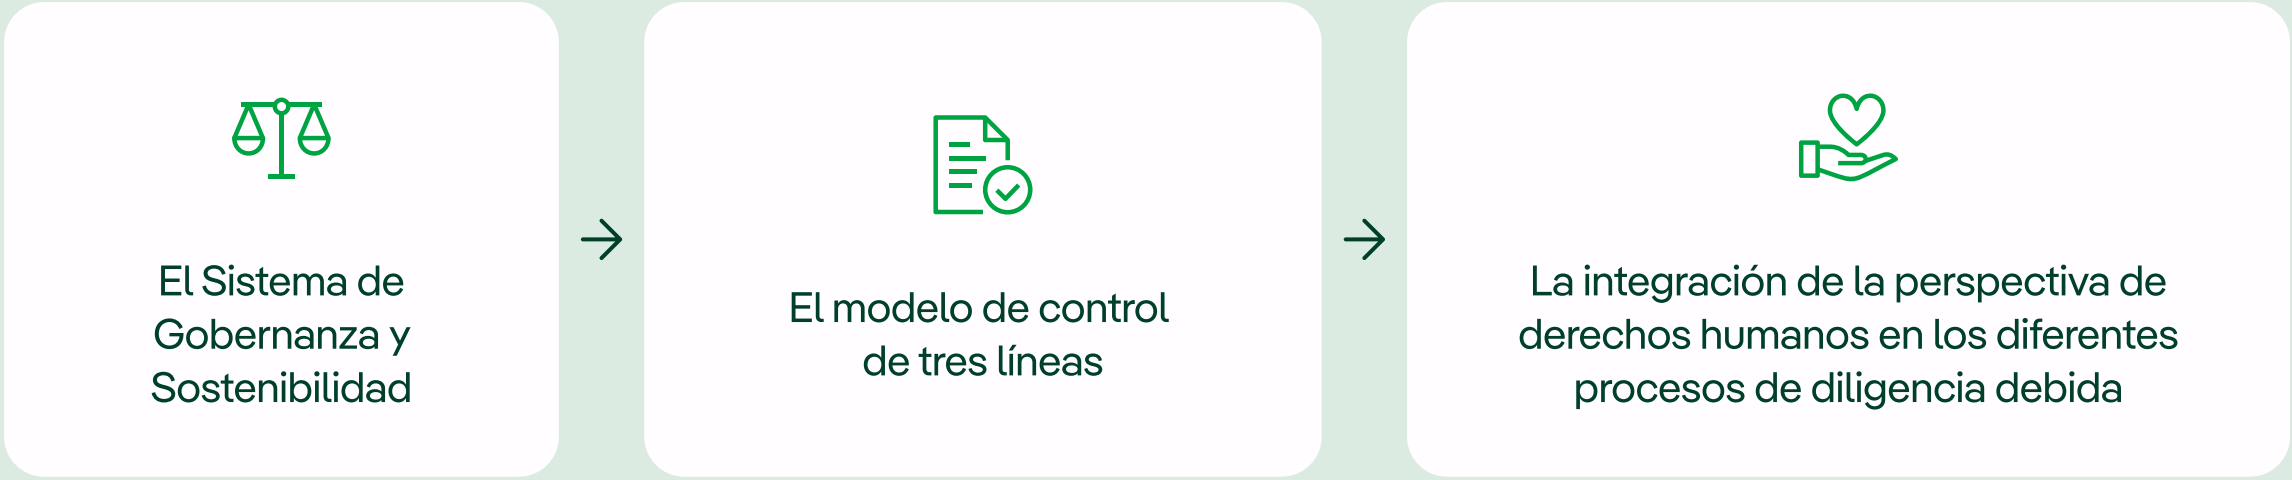 El Sistema de
Gobernanza y
Sostenibilidad
El modelo de control
de tres líneas
La integración de la perspectiva de
derechos humanos en los diferentes
procesos de diligencia debida